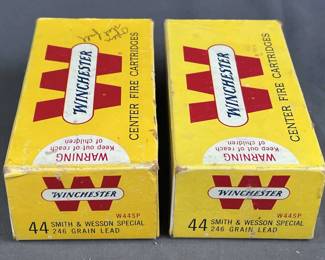 WINCHESTER
CENTER FIRE CARTRIDGES
WARNING
Keep out of reach
of children
WINCHESTER
W44SP
44 SMITH & WESSON SPECIAL
246 GRAIN LEAD
WINCHESTER
CENTER FIRE CARTRIDGES
WARNING
Keep out of reach
of children
WINCHESTER
W44SP
44 SMITH & WESSON SPECIAL
246 GRAIN LEAD